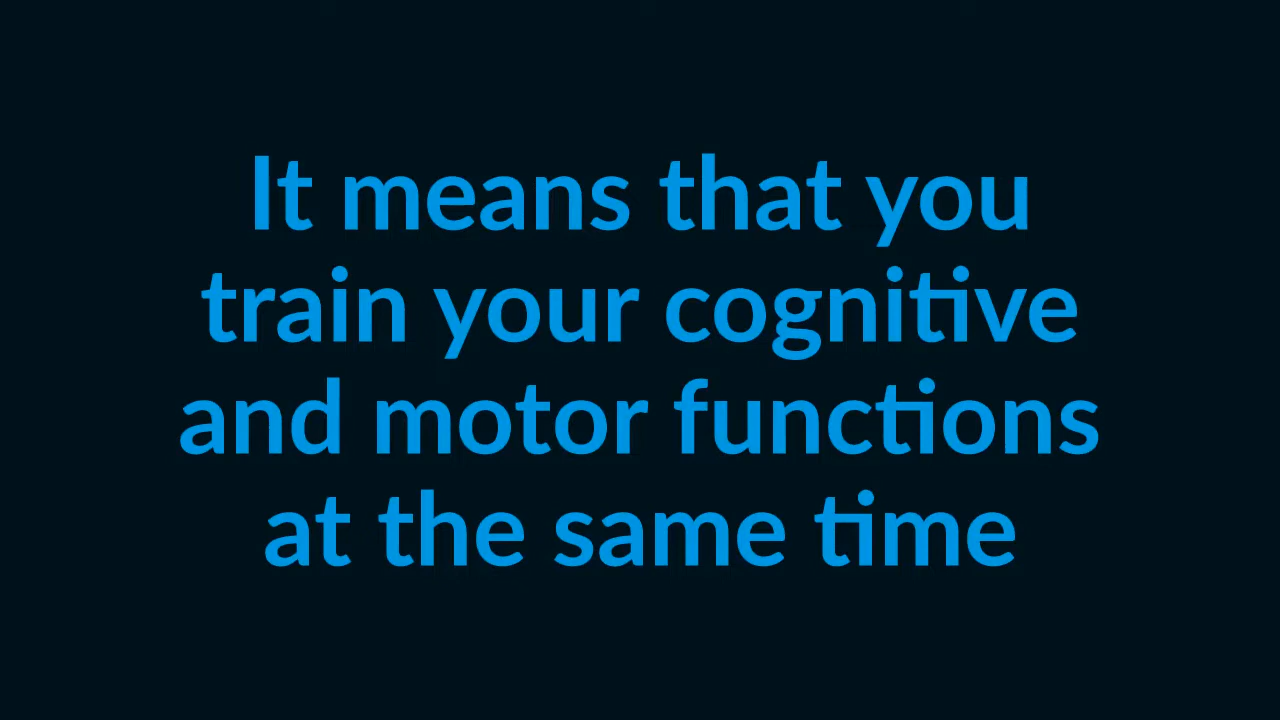 It means that you
train your cognitive
and motor functions
at the same time